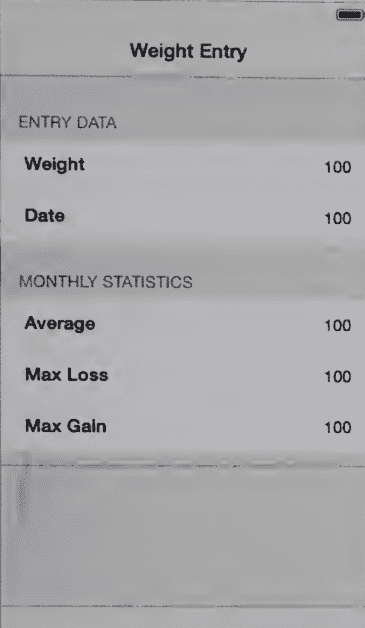 Weight Entry
ENTRY DATA
Weight 100
Date 100
MONTHLY STATISTICS
Average 100
Max Loss 100
Max Gain 100